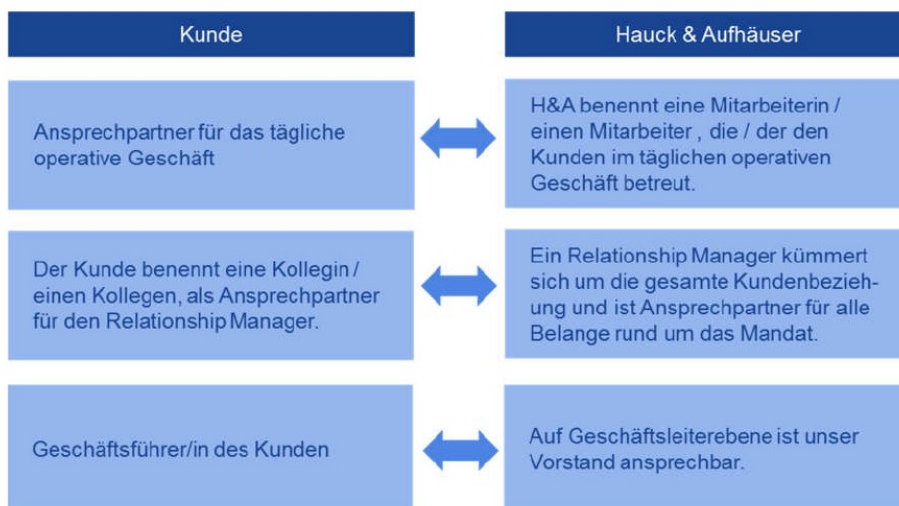 Kunde
Hauck & Aufhäuser
Ansprechpartner für das tägliche
operative Geschäft
H&A benennt eine Mitarbeiterin /
einen Mitarbeiter , die / der den
Kunden im täglichen operativen
Geschäft betreut.
Der Kunde benennt eine Kollegin /
einen Kollegen, als Ansprechpartner
für den Relationship Manager.
Ein Relationship Manager kümmert
sich um die gesamte Kundenbezieh-
ung und ist Ansprechpartner für alle
Belange rund um das Mandat.
Geschäftsführer/in des Kunden
Auf Geschäftsleiterebene ist unser
Vorstand ansprechbar.